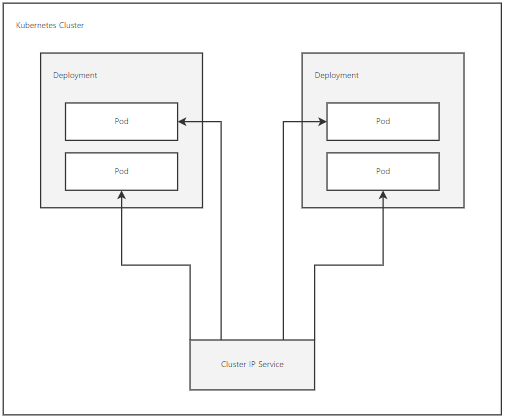 Kubernetes Cluster
Deployment
Deployment
Pod
Pod
Pod
Pod
Cluster IP Service